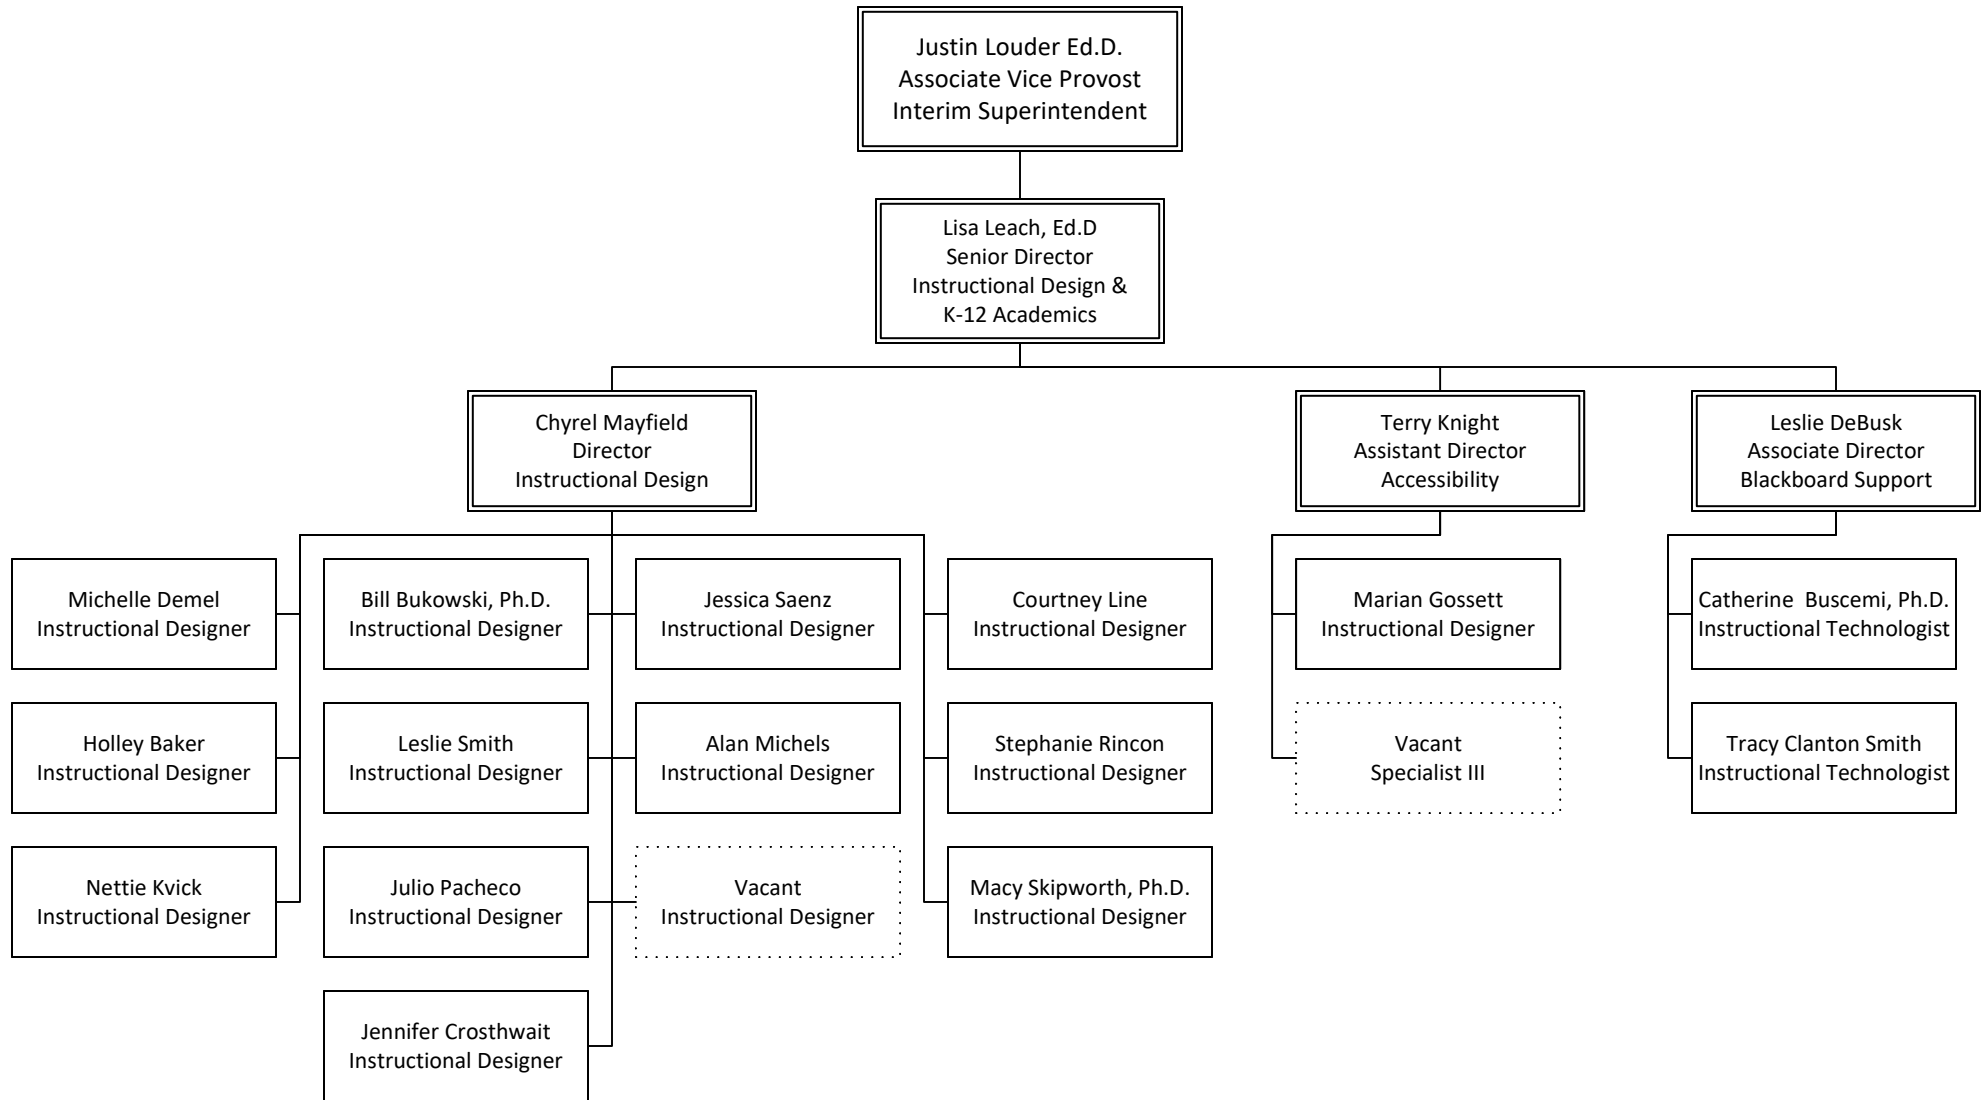 Justin Louder Ed.D.
Associate Vice Provost
Interim Superintendent
Lisa Leach, Ed.D
Senior Director
Instructional Design &
K-12 Academics
Chyrel Mayfield
Director
Instructional Design
Terry Knight
Assistant Director
Accessibility
Leslie DeBusk
Associate Director
Blackboard Support
Michelle Demel
Instructional Designer
Bill Bukowski, Ph.D.
Instructional Designer
Jessica Saenz
Instructional Designer
Courtney Line
Instructional Designer
Marian Gossett
Instructional Designer
Catherine  Buscemi, Ph.D.
Instructional Technologist
Holley Baker
Instructional Designer
Leslie Smith
Instructional Designer
Alan Michels
Instructional Designer
Stephanie Rincon
Instructional Designer
Vacant
Specialist III
Tracy Clanton Smith
Instructional Technologist
Nettie Kvick
Instructional Designer
Julio Pacheco
Instructional Designer
Vacant
Instructional Designer
Macy Skipworth, Ph.D.
Instructional Designer
Jennifer Crosthwait
Instructional Designer